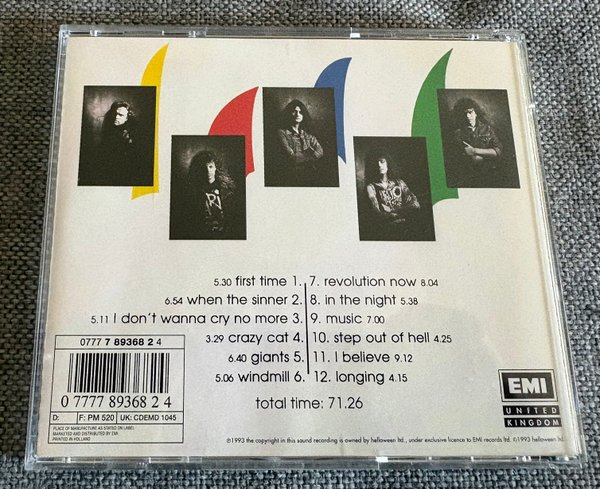 5.30 first time 1.
6.54 when the sinner 2.
5.11 I don't wanna cry no more 3.
3.29 crazy cat 4.
6.40 giants 5.
5.06 windmill 6.
7. revolution now 8.04
8. in the night 5.38
9. music 7.00
10. step out of hell 4.25
11. I believe 9.12
12. longing 4.15
total time: 71.26
0777 7 89368 2 4
0 77778 93682 4
D: F: PM 520 UK: CDEMD 1045
PLACE OF MANUFACTURE: AS STATED ON LABEL
MARKETED AND DISTRIBUTED BY EMI
PRINTED IN HOLLAND
EMI
UNITED
KINGDOM
℗1993 the copyright in this sound recording is owned by helloween ltd., under exclusive licence to EMI records ltd. ©1993 helloween ltd.